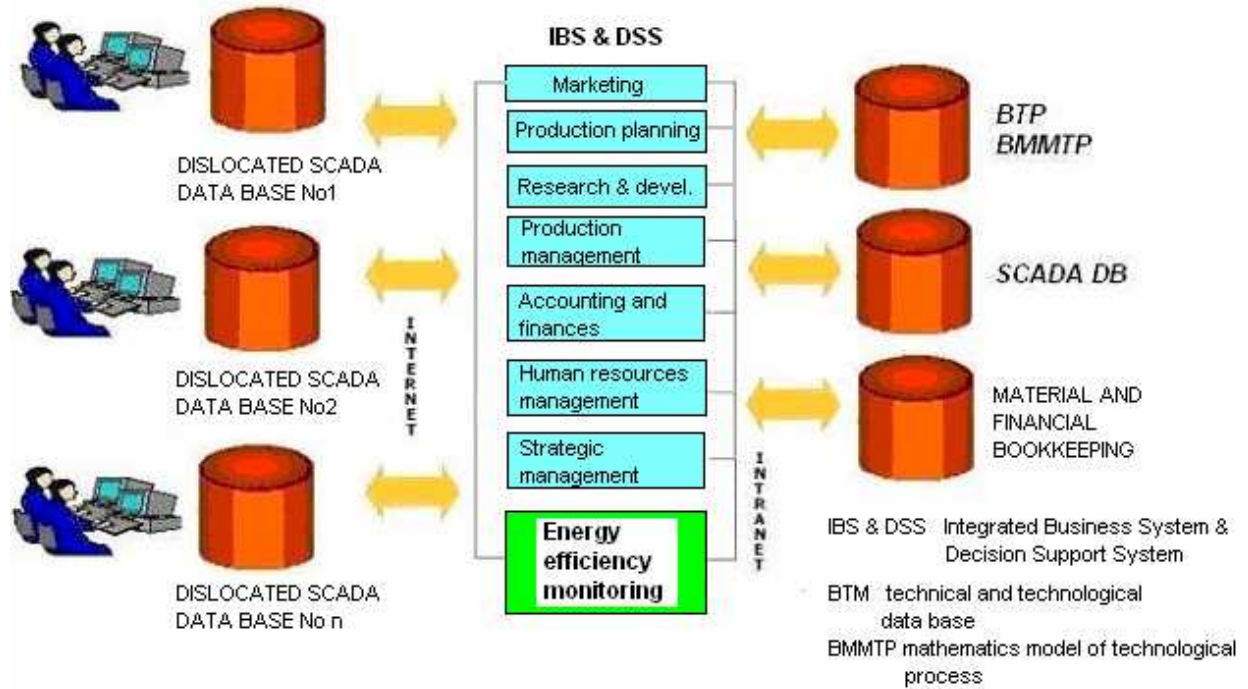 DISLOCATED SCADA
DATA BASE No1
DISLOCATED SCADA
DATA BASE No2
DISLOCATED SCADA
DATA BASE No n
INTERNET
IBS & DSS
Marketing
Production planning
Research & devel.
Production
management
Accounting and
finances
Human resources
management
Strategic
management
Energy
efficiency
monitoring
INTRANET
BTP
BMMTP
SCADA DB
MATERIAL AND
FINANCIAL
BOOKKEEPING
IBS & DSS Integrated Business System &
Decision Support System
BTM technical and technological
data base
BMMTP mathematics model of technological
process